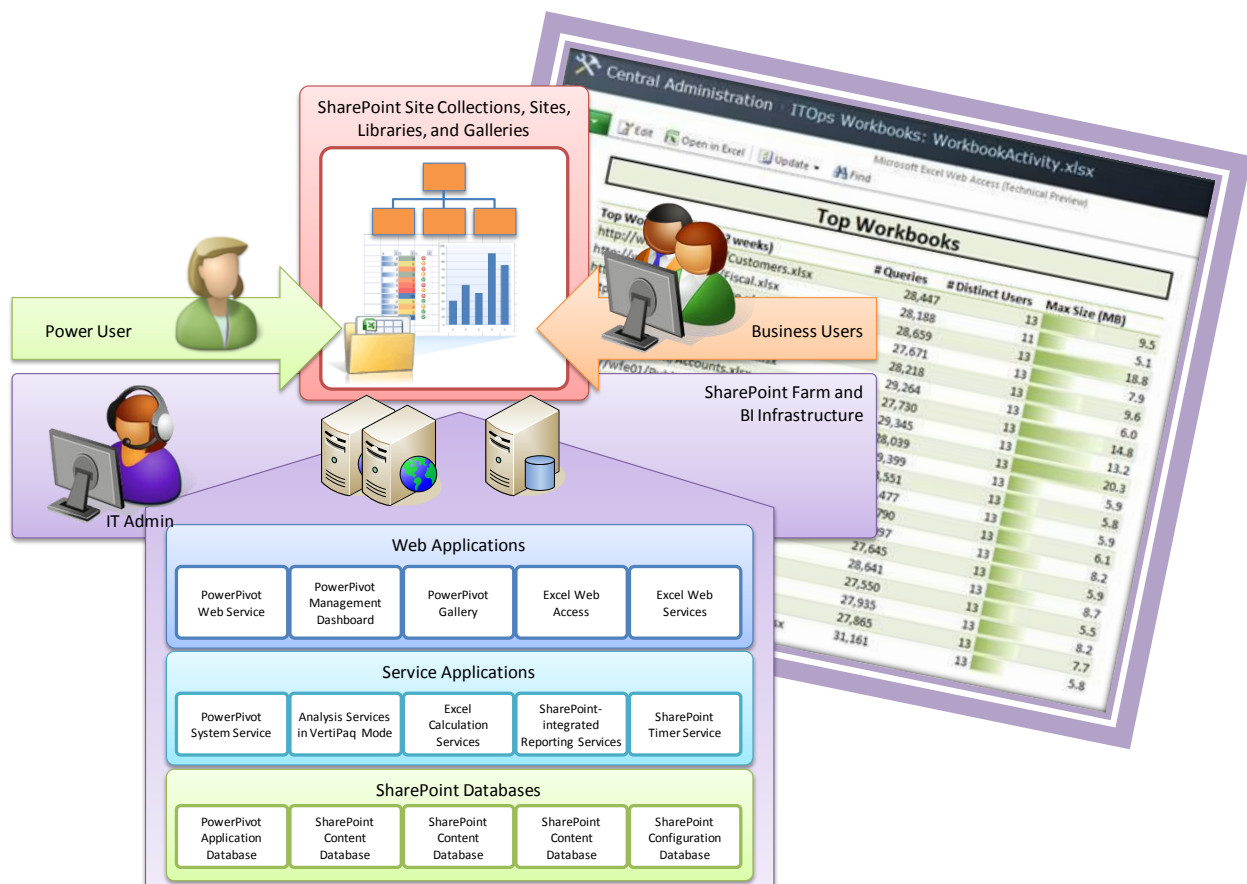 Central Administration ITOps Workbooks: WorkbookActivity.xlsx
Edit
Open in Excel
Update
Find
Microsoft Excel Web Access (Technical Preview)
Top Workbooks
weeks)
# Queries
# Distinct Users
Max Size (MB)
/Customers.xlsx
28,447
13
9.5
/Fiscal.xlsx
28,188
11
5.1
28,659
13
18.8
27,671
13
7.9
Accounts.xlsx
28,218
13
9.6
29,264
13
6.0
27,730
13
14.8
29,345
13
13.2
28,039
13
20.3
13
5.9
13
5.8
13
5.9
13
6.1
13
8.2
27,645
13
5.9
28,641
13
8.7
27,550
13
5.5
27,935
13
8.2
27,865
13
7.7
31,161
13
5.8
SharePoint Site Collections, Sites,
Libraries, and Galleries
Power User
Business Users
SharePoint Farm and
BI Infrastructure
IT Admin
Web Applications
PowerPivot
Web Service
PowerPivot
Management
Dashboard
PowerPivot
Gallery
Excel Web
Access
Excel Web
Services
Service Applications
PowerPivot
System Service
Analysis Services
in VertiPaq Mode
Excel
Calculation
Services
SharePoint-
integrated
Reporting Services
SharePoint
Timer Service
SharePoint Databases
PowerPivot
Application
Database
SharePoint
Content
Database
SharePoint
Content
Database
SharePoint
Content
Database
SharePoint
Configuration
Database